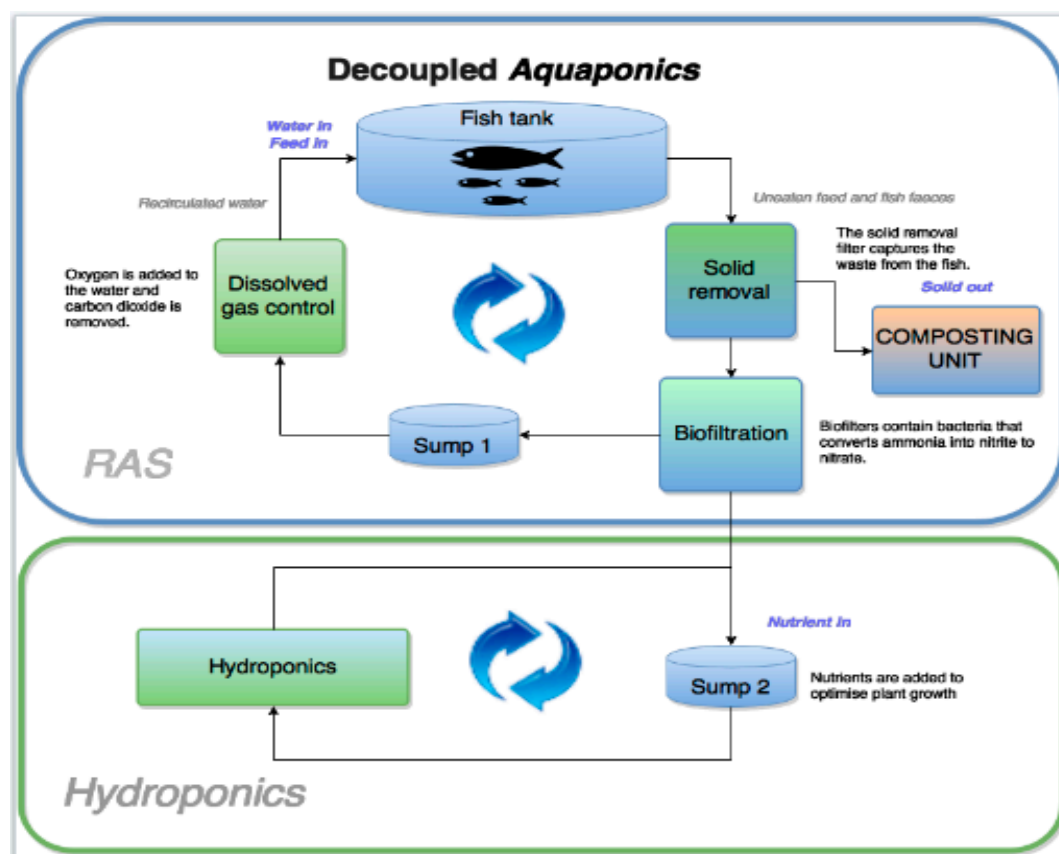 Decoupled Aquaponics
Water in
Feed in
Fish tank
Recirculated water
Uneaten feed and fish faeces
Oxygen is added to
the water and
carbon dioxide is
removed.
Dissolved
gas control
Solid
removal
The solid removal
filter captures the
waste from the fish.
Solid out
COMPOSTING
UNIT
Sump 1
Biofiltration
Biofilters contain bacteria that
converts ammonia into nitrite to
nitrate.
RAS
Nutrient in
Hydroponics
Sump 2
Nutrients are added to
optimise plant growth
Hydroponics